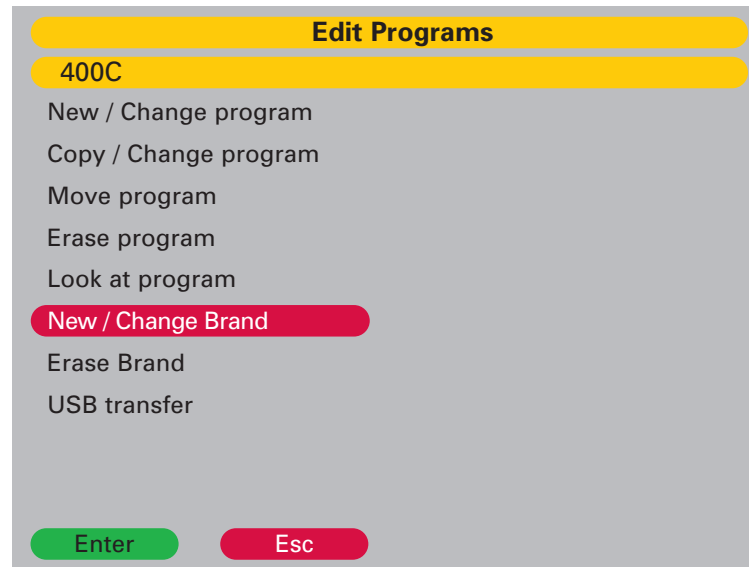 Edit Programs
400C
New / Change program
Copy / Change program
Move program
Erase program
Look at program
New / Change Brand
Erase Brand
USB transfer
Enter Esc